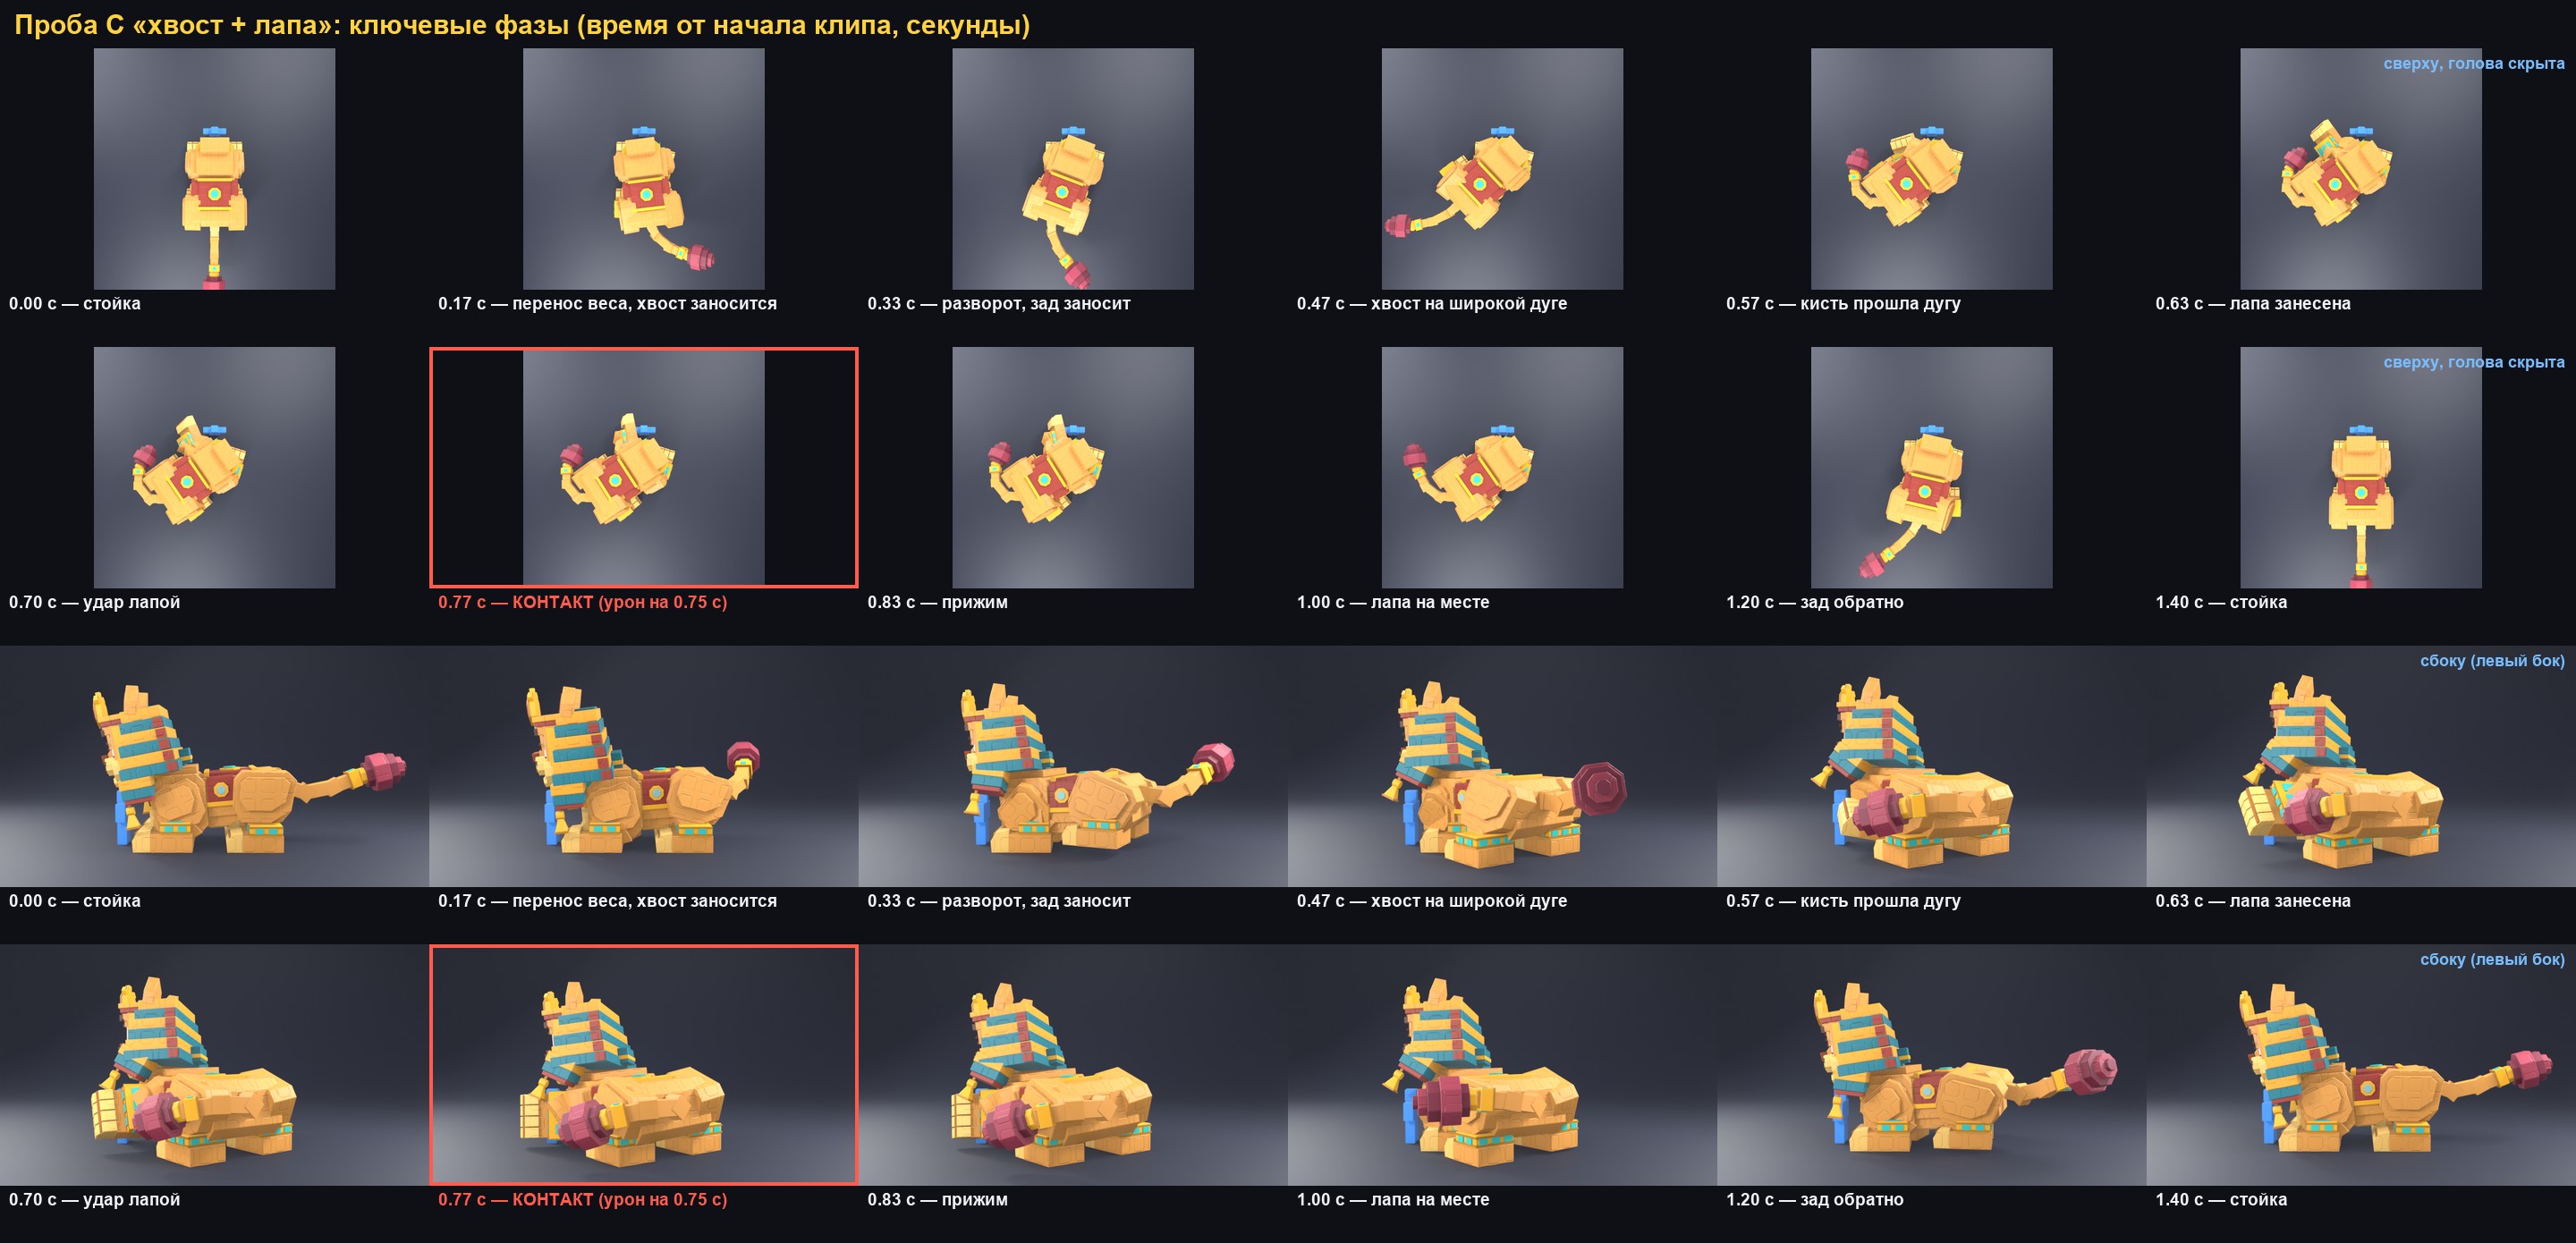 Проба C «хвост + лапа»: ключевые фазы (время от начала клипа, секунды)
сверху, голова скрыта
0.00 с — стойка
0.17 с — перенос веса, хвост заносится
0.33 с — разворот, зад заносит
0.47 с — хвост на широкой дуге
0.57 с — кисть прошла дугу
0.63 с — лапа занесена
сверху, голова скрыта
0.70 с — удар лапой
0.77 с — КОНТАКТ (урон на 0.75 с)
0.83 с — прижим
1.00 с — лапа на месте
1.20 с — зад обратно
1.40 с — стойка
сбоку (левый бок)
0.00 с — стойка
0.17 с — перенос веса, хвост заносится
0.33 с — разворот, зад заносит
0.47 с — хвост на широкой дуге
0.57 с — кисть прошла дугу
0.63 с — лапа занесена
сбоку (левый бок)
0.70 с — удар лапой
0.77 с — КОНТАКТ (урон на 0.75 с)
0.83 с — прижим
1.00 с — лапа на месте
1.20 с — зад обратно
1.40 с — стойка